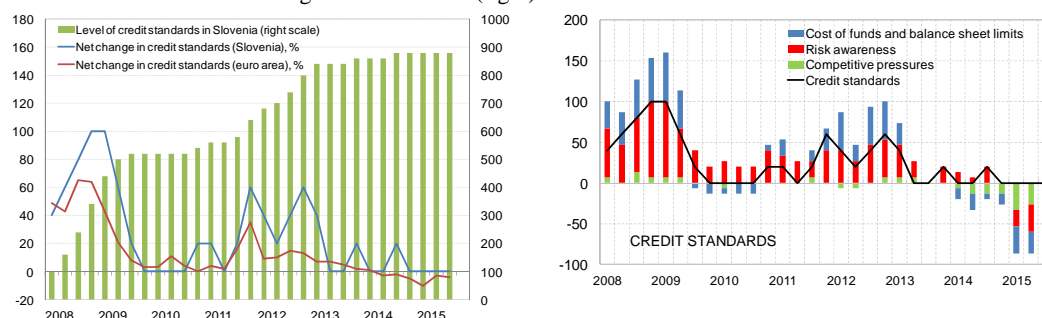 Level of credit standards in Slovenia (right scale)
Net change in credit standards (Slovenia), %
Net change in credit standards (euro area), %
180
160
140
120
100
80
60
40
20
0
-20
1000
900
800
700
600
500
400
300
200
100
0
2008 2009 2010 2011 2012 2013 2014 2015
Cost of funds and balance sheet limits
Risk awareness
Competitive pressures
Credit standards
200
150
100
50
0
-50
-100
CREDIT STANDARDS
2008 2009 2010 2011 2012 2013 2014 2015